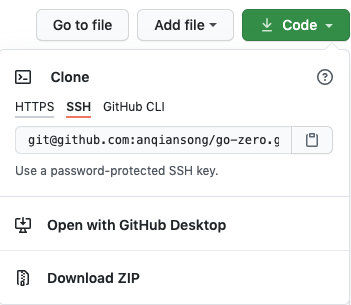 Go to file
Add file
Code
Clone
HTTPS SSH GitHub CLI
git@github.com:anqiansong/go-zero.g
Use a password-protected SSH key.
Open with GitHub Desktop
Download ZIP